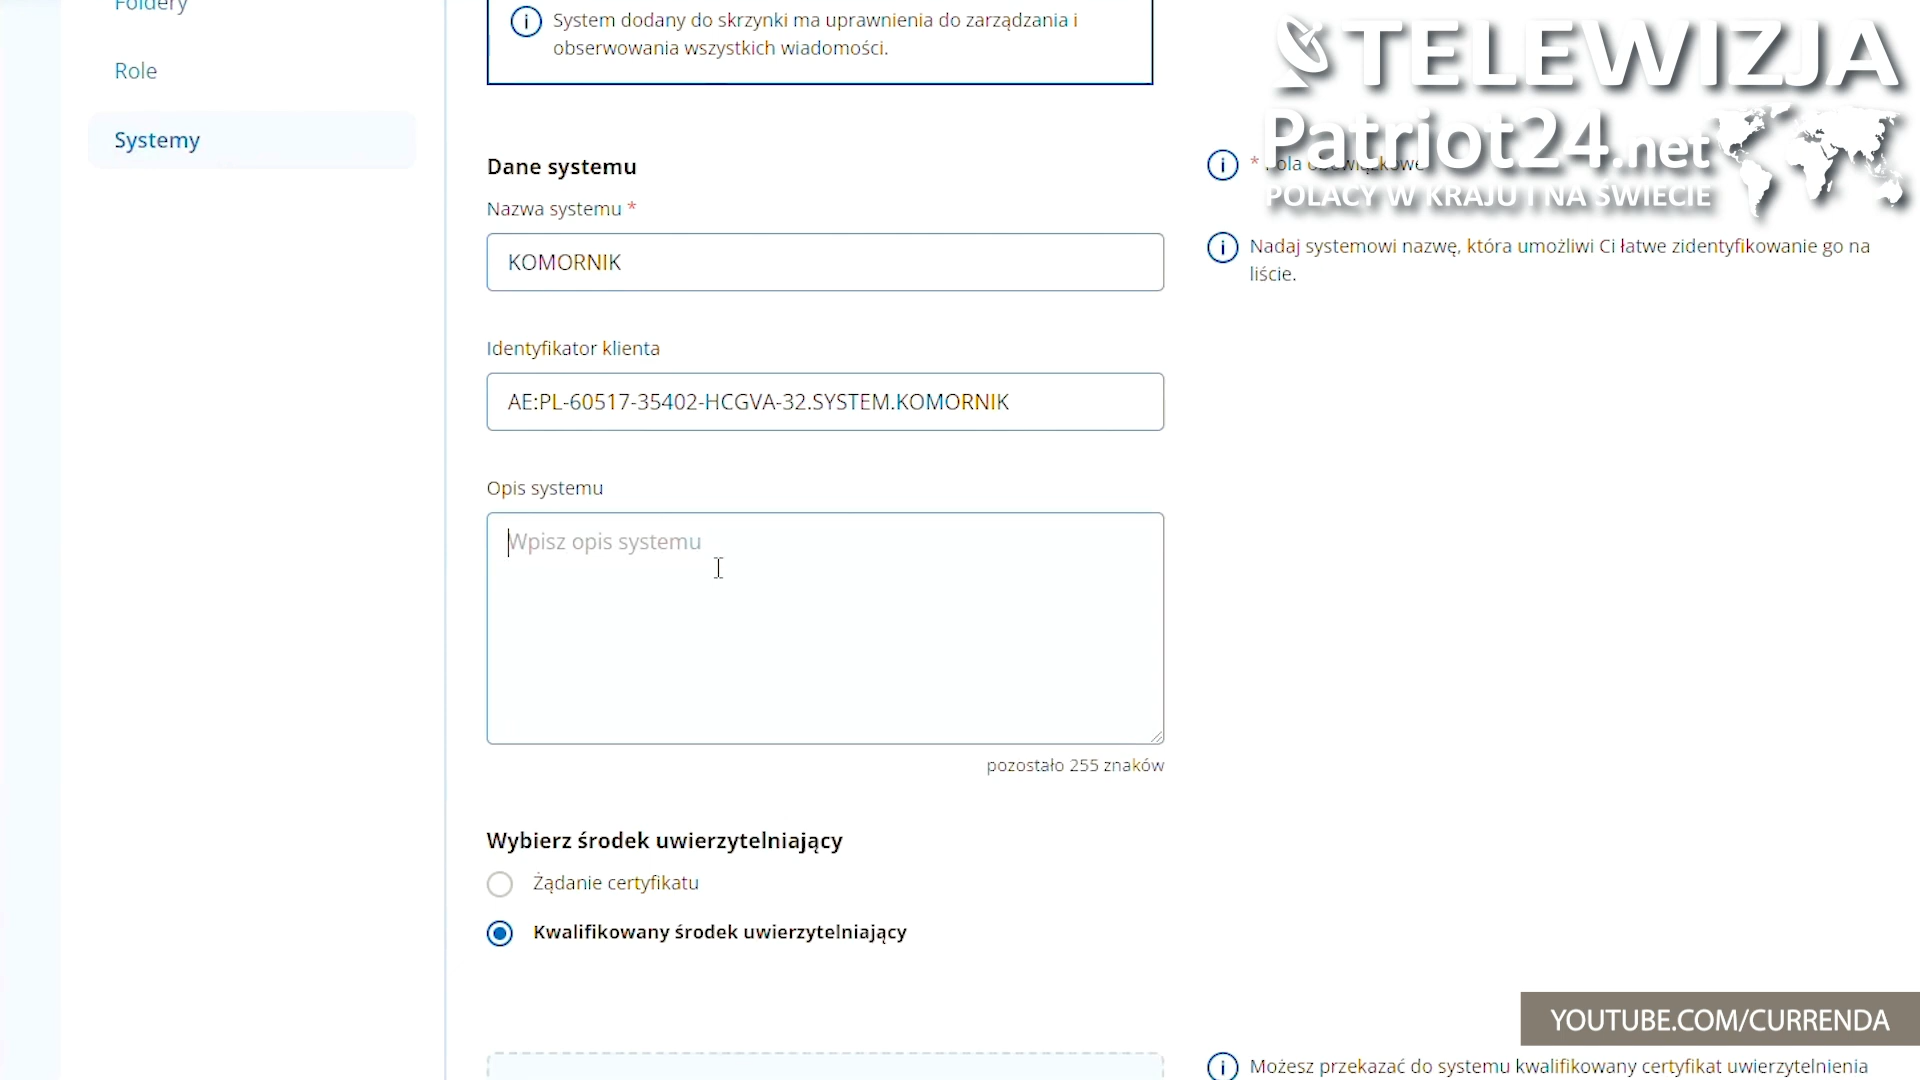 Foldery
Role
Systemy
System dodany do skrzynki ma uprawnienia do zarządzania i
obserwowania wszystkich wiadomości.
TELEWIZJA
Patriot24.net
POLACY W KRAJU I NA ŚWIECIE
Dane systemu
Nazwa systemu *
KOMORNIK
* Pola obowiązkowe
Nadaj systemowi nazwę, która umożliwi Ci łatwe zidentyfikowanie go na
liście.
Identyfikator klienta
AE:PL-60517-35402-HCGVA-32.SYSTEM.KOMORNIK
Opis systemu
Wpisz opis systemu
pozostało 255 znaków
Wybierz środek uwierzytelniający
Żądanie certyfikatu
Kwalifikowany środek uwierzytelniający
YOUTUBE.COM/CURRENDA
Możesz przekazać do systemu kwalifikowany certyfikat uwierzytelnienia